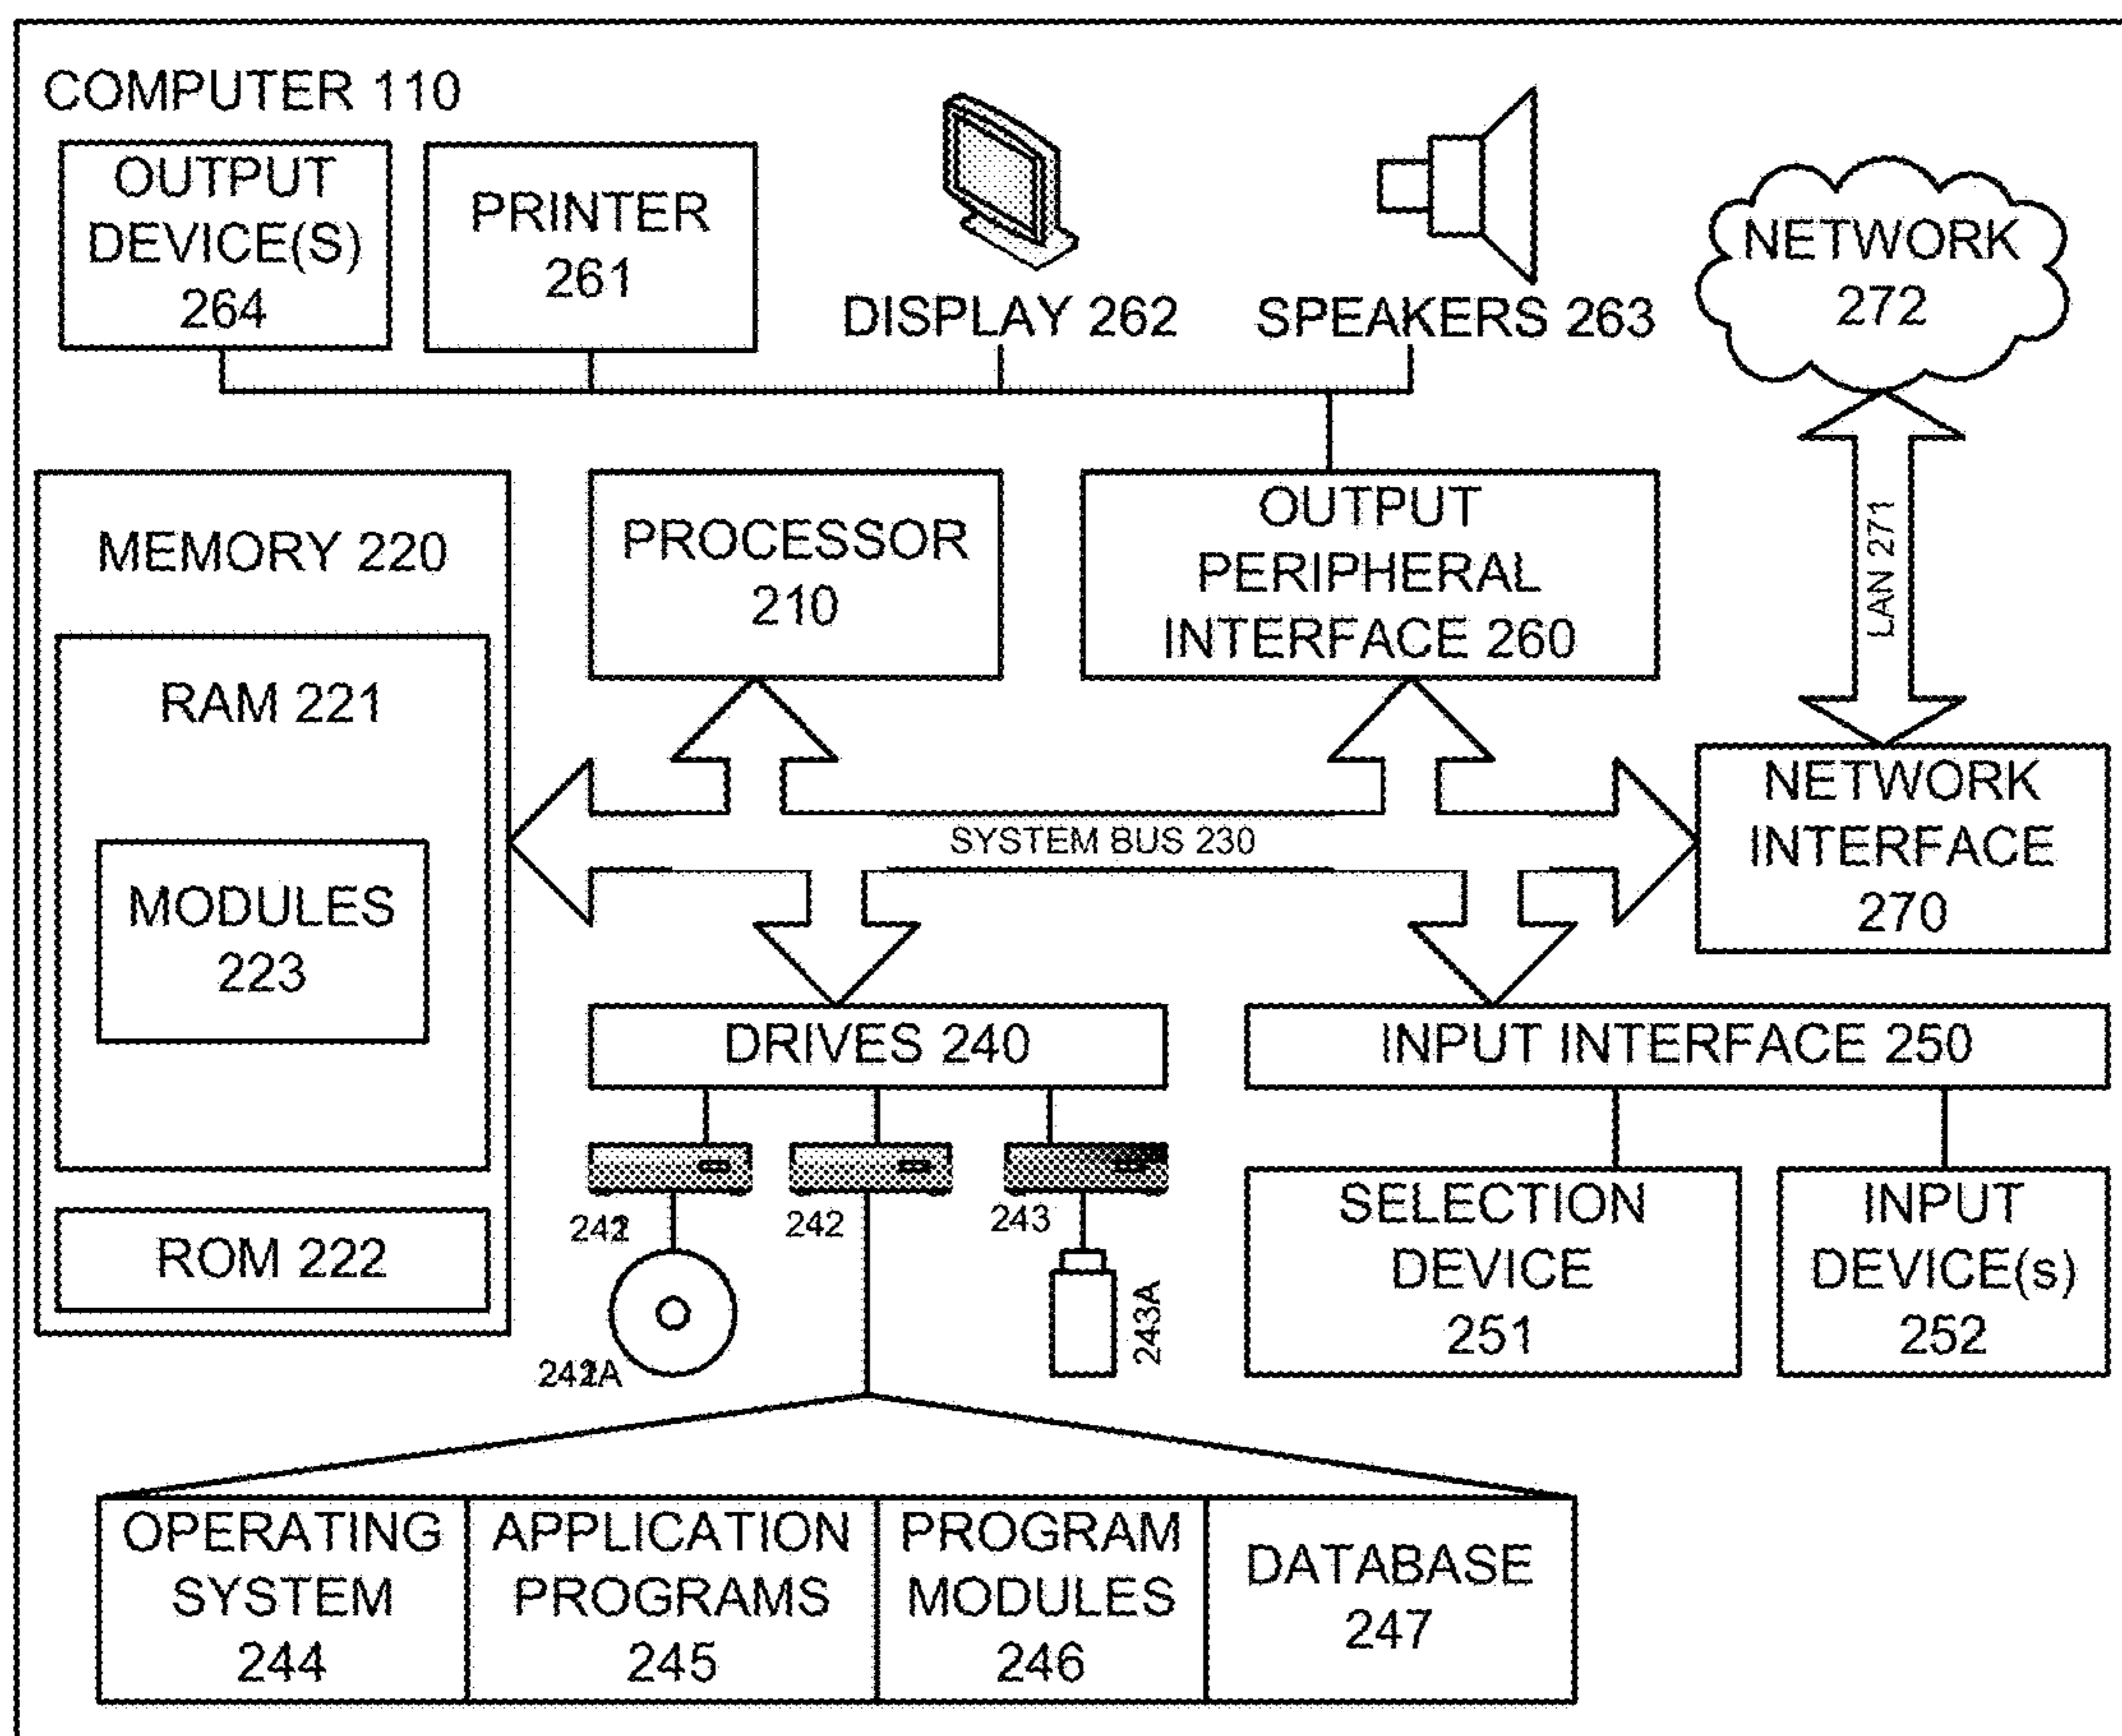 COMPUTER 110
OUTPUT
DEVICE(S)
264
PRINTER
261
DISPLAY 262
SPEAKERS 263
NETWORK
272
LAN 271
MEMORY 220
RAM 221
MODULES
223
ROM 222
PROCESSOR
210
OUTPUT
PERIPHERAL
INTERFACE 260
SYSTEM BUS 230
NETWORK
INTERFACE
270
DRIVES 240
242
243
243A
INPUT INTERFACE 250
SELECTION
DEVICE
251
INPUT
DEVICE(s)
252
OPERATING
SYSTEM
244
APPLICATION
PROGRAMS
245
PROGRAM
MODULES
246
DATABASE
247